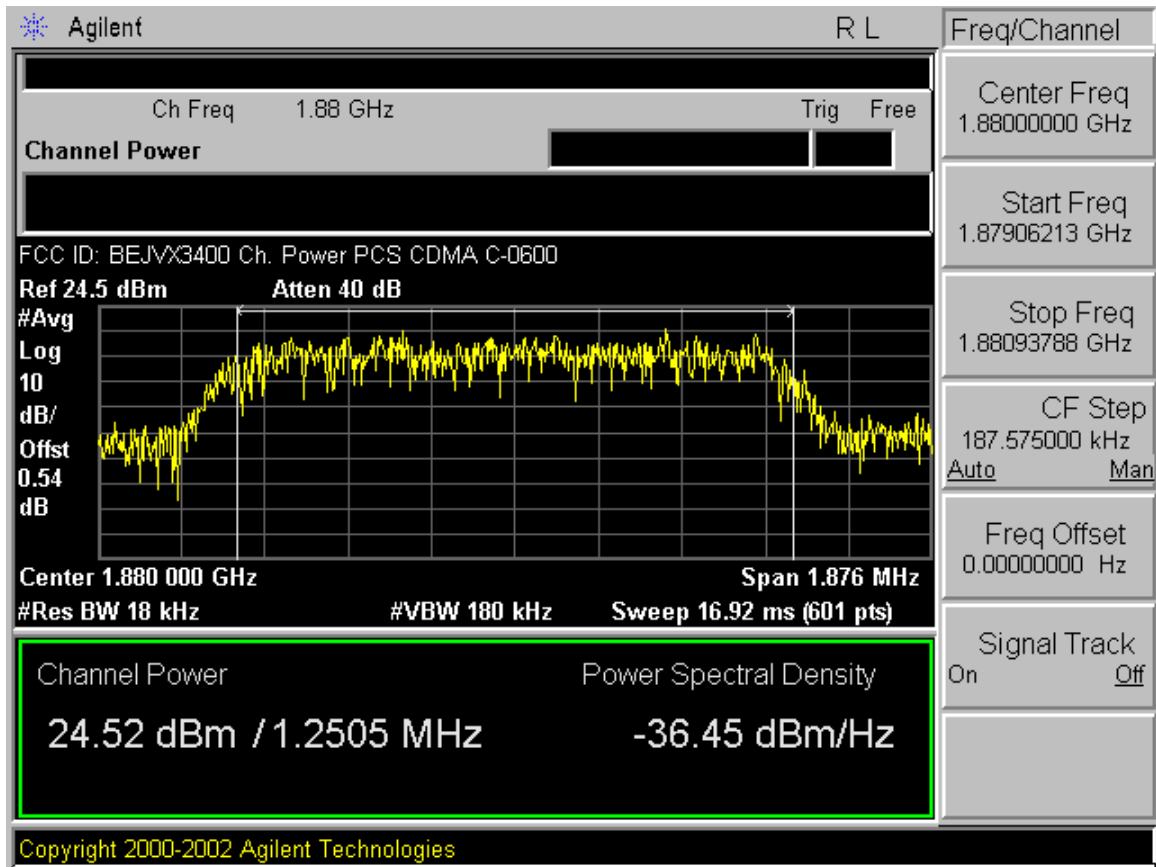 Agilent R L
Ch Freq 1.88 GHz Trig Free
Channel Power
FCC ID: BEJVX3400 Ch. Power PCS CDMA C-0600
Ref 24.5 dBm Atten 40 dB
#Avg
Log
10
dB/
Offst
0.54
dB
Center 1.880 000 GHz Span 1.876 MHz
#Res BW 18 kHz #VBW 180 kHz Sweep 16.92 ms (601 pts)
Channel Power Power Spectral Density
24.52 dBm / 1.2505 MHz -36.45 dBm/Hz
Copyright 2000-2002 Agilent Technologies
Freq/Channel
Center Freq
1.88000000 GHz
Start Freq
1.87906213 GHz
Stop Freq
1.88093788 GHz
CF Step
187.575000 kHz
Auto Man
Freq Offset
0.00000000 Hz
Signal Track
On Off